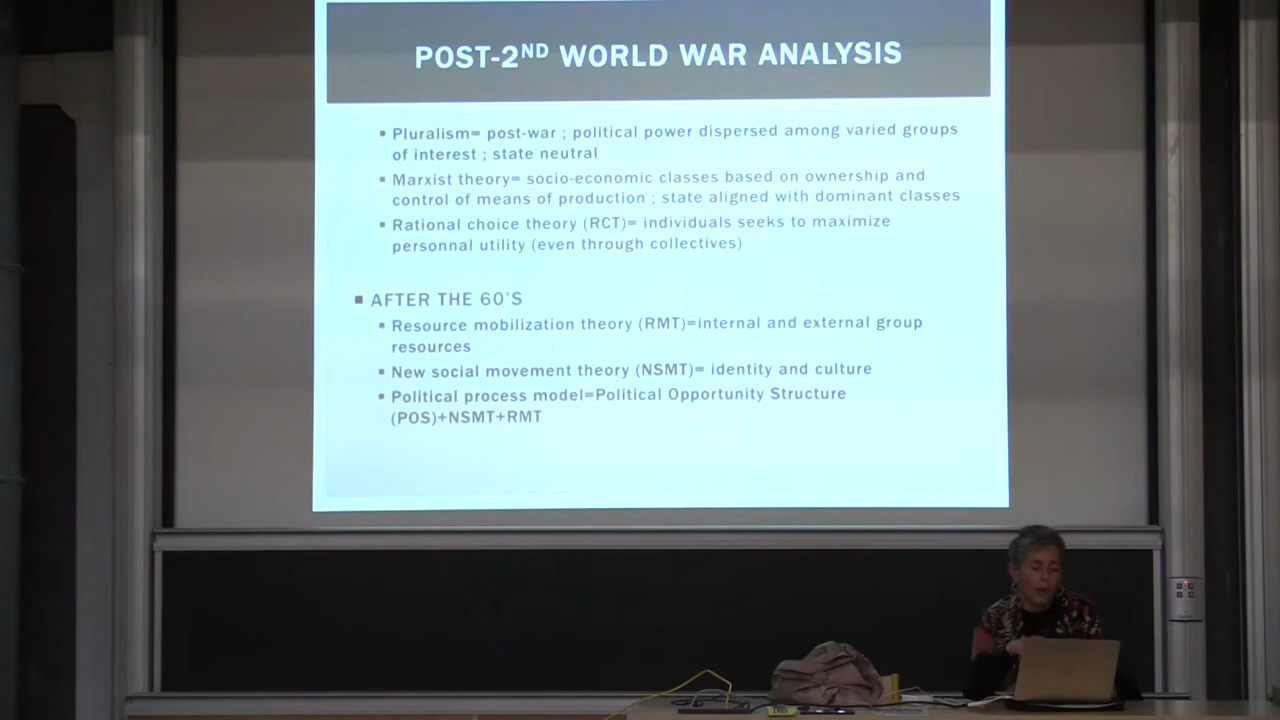 POST-2ND WORLD WAR ANALYSIS
▪ Pluralism= post-war ; political power dispersed among varied groups
of interest ; state neutral
▪ Marxist theory= socio-economic classes based on ownership and
control of means of production ; state aligned with dominant classes
▪ Rational choice theory (RCT)= individuals seeks to maximize
personnal utility (even through collectives)
▪ AFTER THE 60'S
▪ Resource mobilization theory (RMT)=internal and external group
resources
▪ New social movement theory (NSMT)= identity and culture
▪ Political process model=Political Opportunity Structure
(POS)+NSMT+RMT